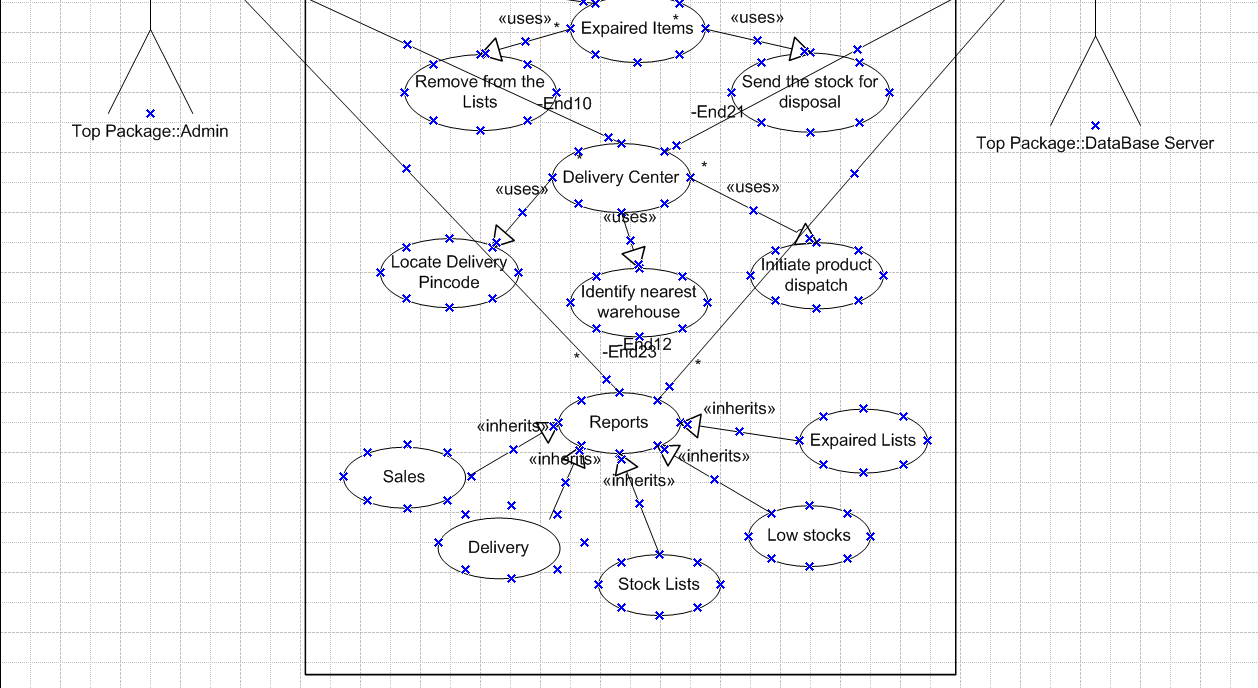 «uses»
*
Expaired Items
*
«uses»
Remove from the
Lists
-End10
Send the stock for
disposal
-End21
Top Package::Admin
Top Package::DataBase Server
*
Delivery Center
*
«uses»
«uses»
«uses»
Locate Delivery
Pincode
Identify nearest
warehouse
Initiate product
dispatch
-End12
-End23
*
*
Reports
«inherits»
«inherits»
«inherits»
«inherits»
«inherits»
Expaired Lists
Sales
Delivery
Stock Lists
Low stocks